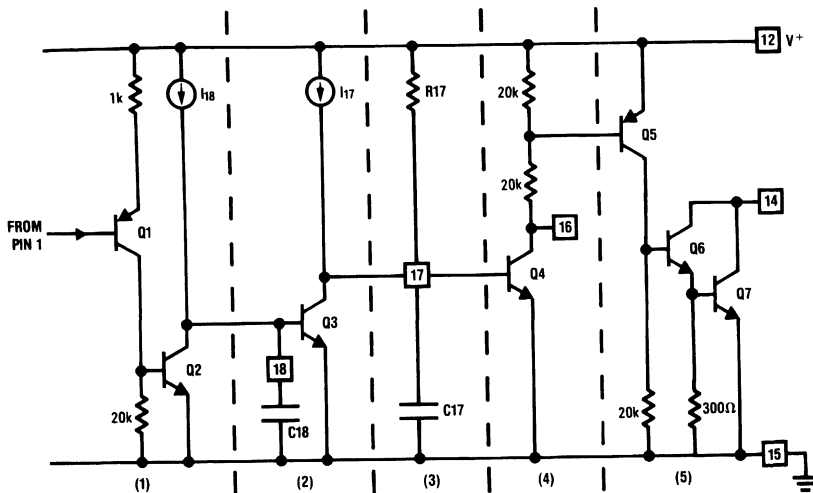 12 V+
1k
I18
I17
R17
20k
Q5
20k
14
FROM
PIN 1
Q1
16
Q6
17
Q4
Q7
Q3
Q2
18
20k
C18
C17
20k
300Ω
15
(1) (2) (3) (4) (5)